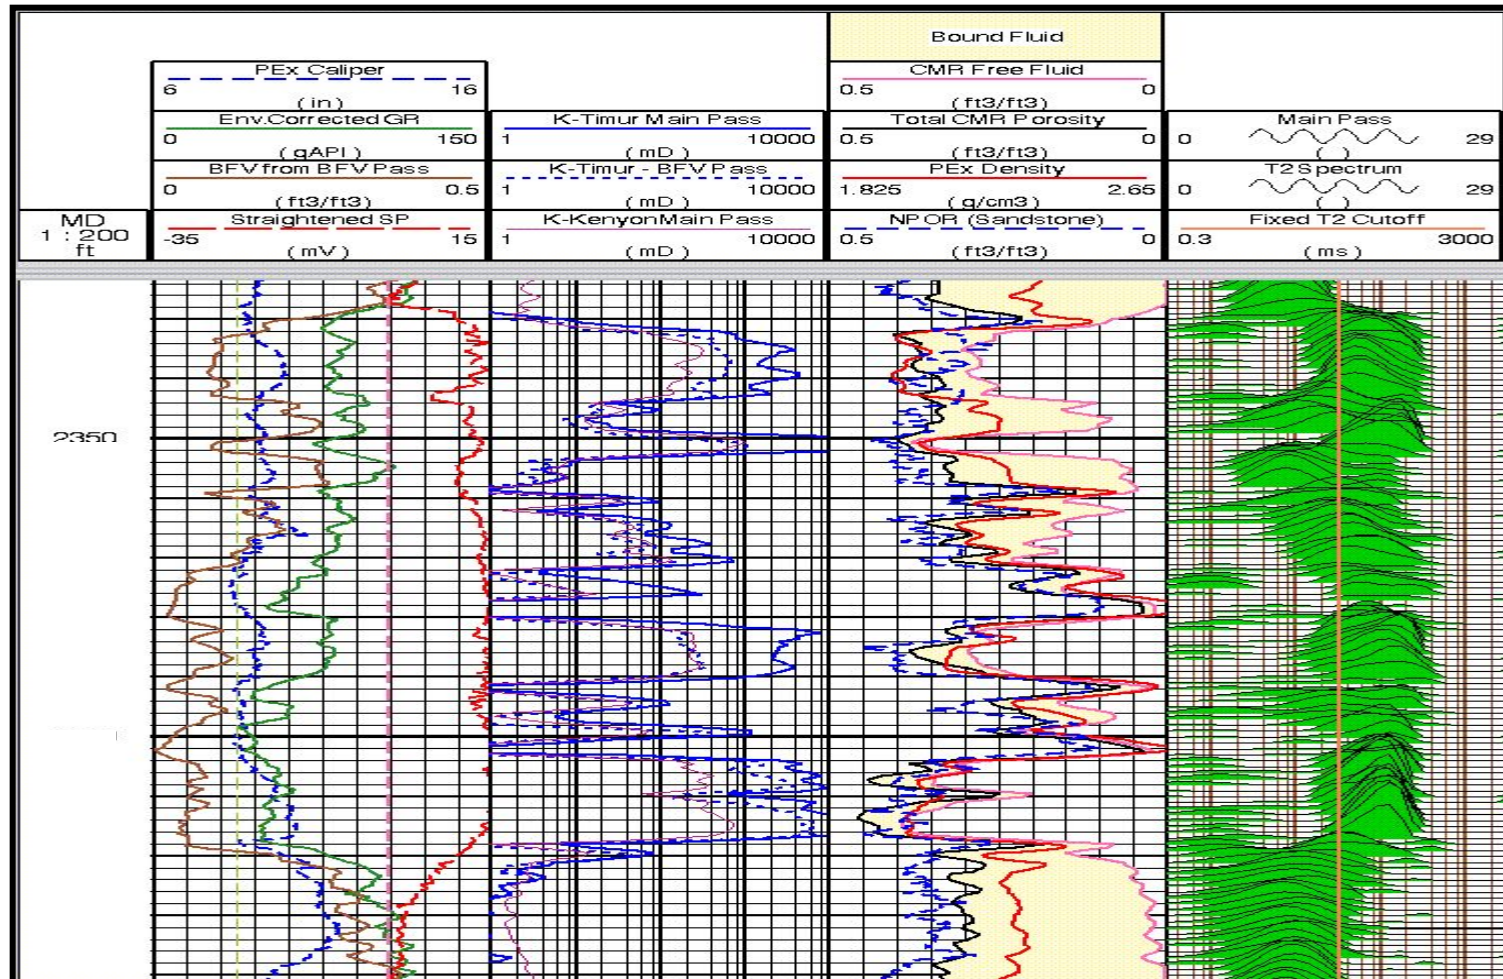 Bound Fluid
PEx Caliper
6 16
(in)
CMR Free Fluid
0.5 0
(ft3/ft3)
Env.Corrected GR
0 150
(gAPI)
K-Timur Main Pass
1 10000
(mD)
Total CMR Porosity
0.5 0
(ft3/ft3)
Main Pass
0 29
()
BFV from BFV Pass
0 0.5
(ft3/ft3)
K-Timur - BFV Pass
1 10000
(mD)
PEx Density
1.825 2.65
(g/cm3)
T2 Spectrum
0 29
()
MD
1 : 200
ft
Straightened SP
-35 15
(mV)
K-Kenyon Main Pass
1 10000
(mD)
NPOR (Sandstone)
0.5 0
(ft3/ft3)
Fixed T2 Cutoff
0.3 3000
(ms)
2350